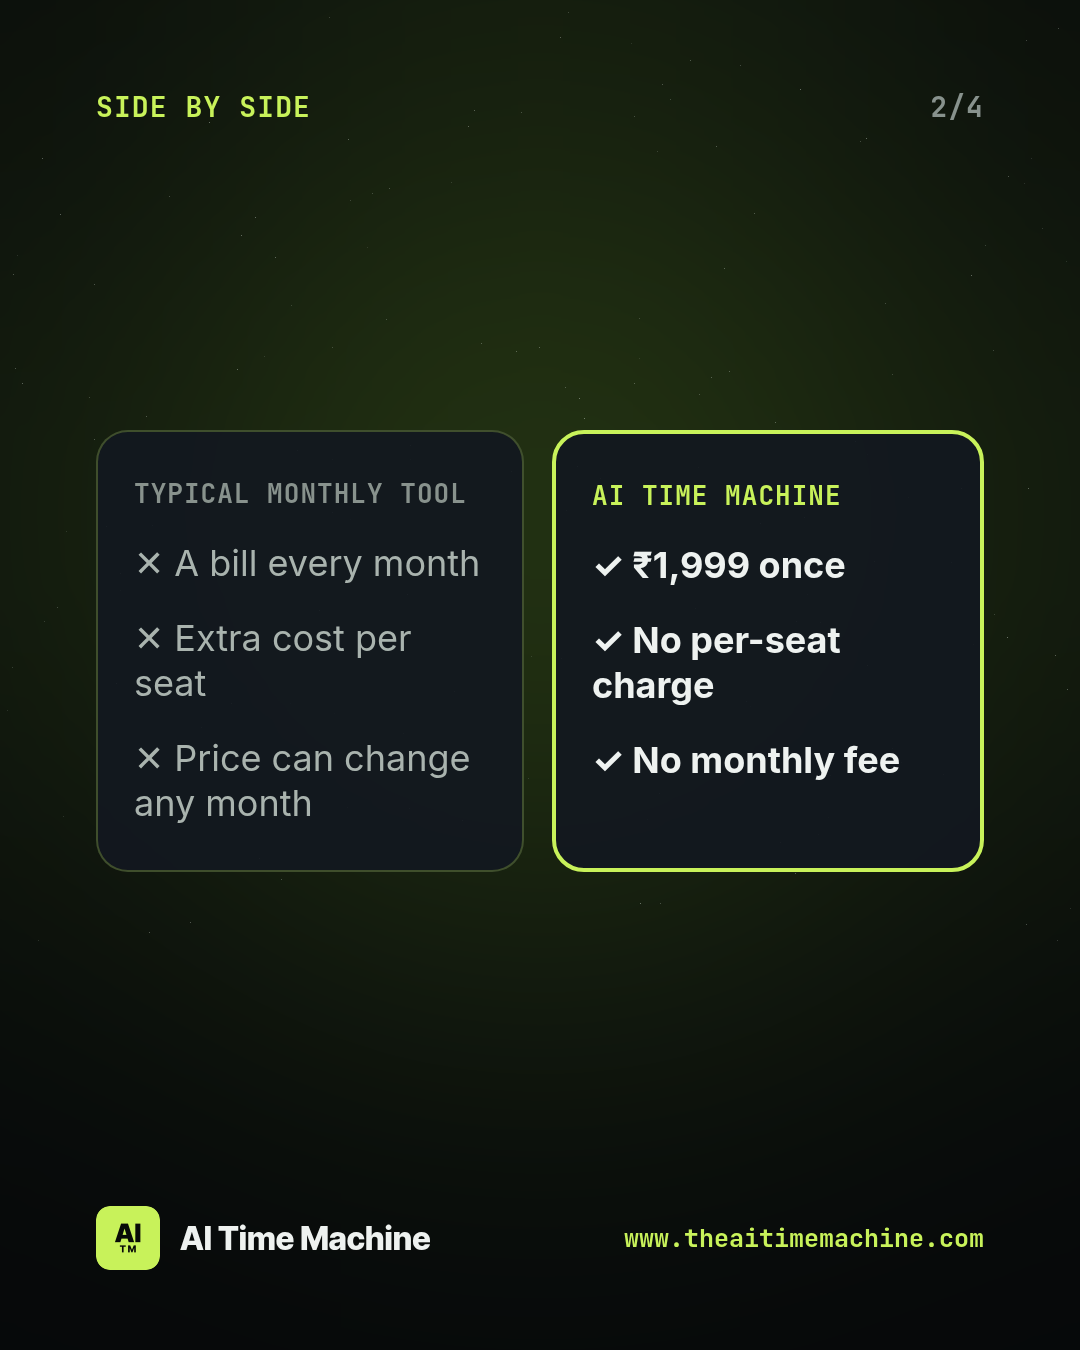 SIDE BY SIDE
2/4
TYPICAL MONTHLY TOOL
✕ A bill every month
✕ Extra cost per
seat
✕ Price can change
any month
AI TIME MACHINE
✓ ₹1,999 once
✓ No per-seat
charge
✓ No monthly fee
AI
TM
AI Time Machine
www.theaitimemachine.com